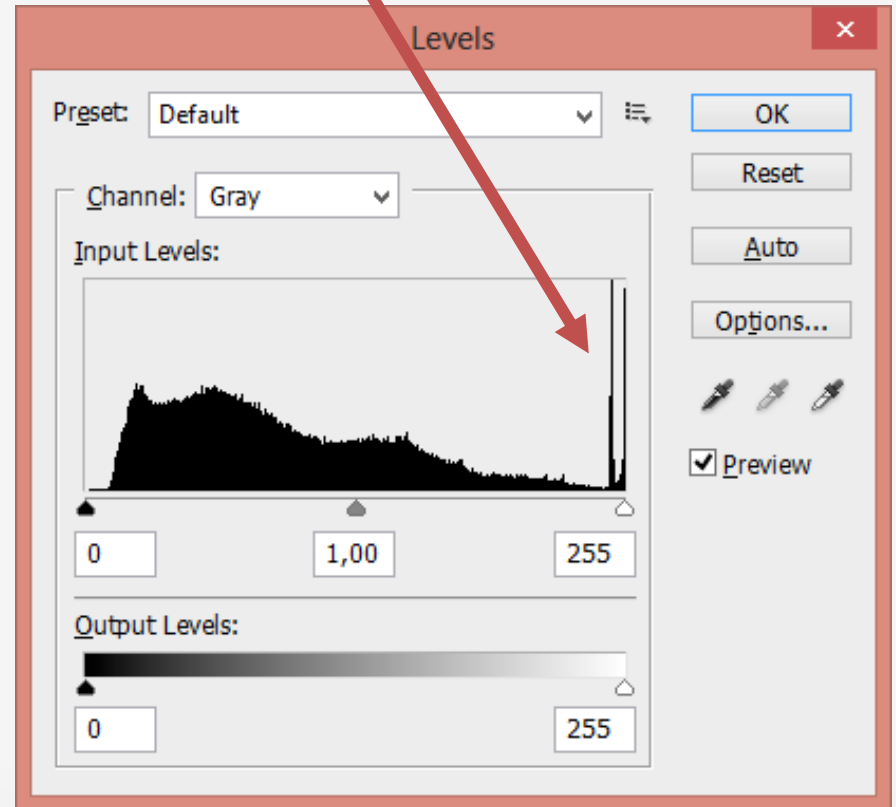 Levels
Preset: Default
OK
Reset
Channel: Gray
Auto
Input Levels:
Options...
Preview
0 1,00 255
Output Levels:
0 255